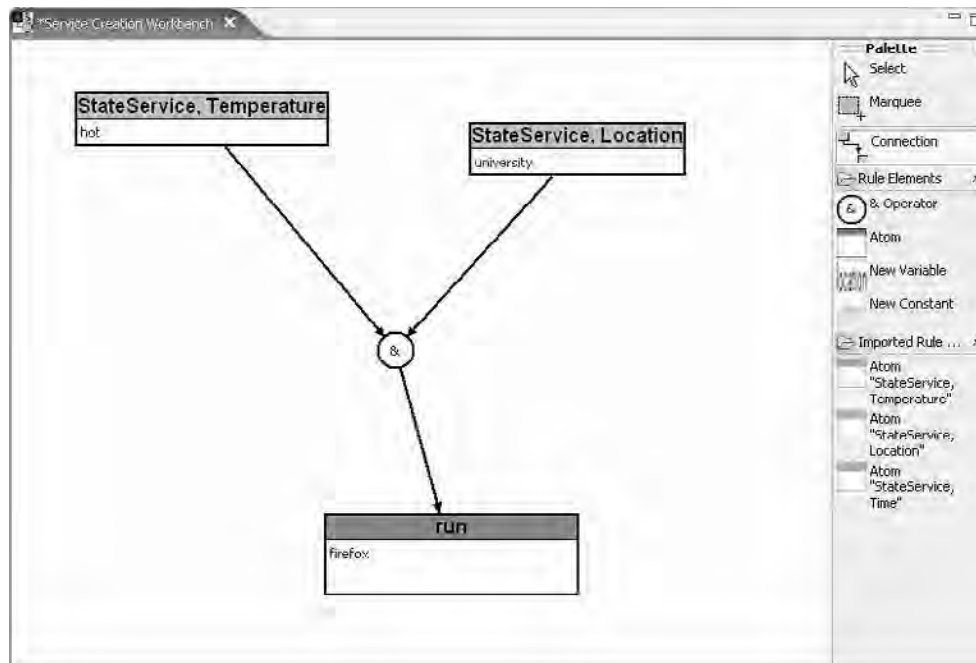 *Service Creation Workbench
StateService, Temperature
hot
StateService, Location
university
&
run
firefox
Palette
Select
Marquee
Connection
Rule Elements
& & Operator
Atom
New Variable
New Constant
Imported Rule ...
Atom
"StateService,
Temperature"
Atom
"StateService,
Location"
Atom
"StateService,
Time"